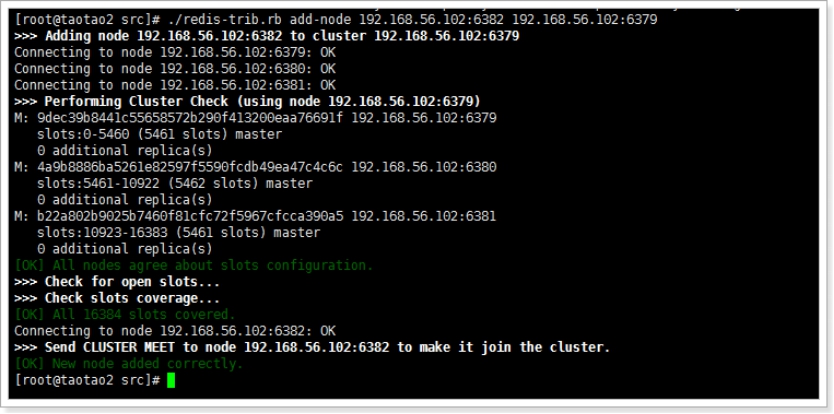 [root@taotao2 src]# ./redis-trib.rb add-node 192.168.56.102:6382 192.168.56.102:6379
>>> Adding node 192.168.56.102:6382 to cluster 192.168.56.102:6379
Connecting to node 192.168.56.102:6379: OK
Connecting to node 192.168.56.102:6380: OK
Connecting to node 192.168.56.102:6381: OK
>>> Performing Cluster Check (using node 192.168.56.102:6379)
M: 9dec39b8441c55658572b290f413200eaa76691f 192.168.56.102:6379
slots:0-5460 (5461 slots) master
0 additional replica(s)
M: 4a9b8886ba5261e82597f5590fcdb49ea47c4c6c 192.168.56.102:6380
slots:5461-10922 (5462 slots) master
0 additional replica(s)
M: b22a802b9025b7460f81cfc72f5967cfcca390a5 192.168.56.102:6381
slots:10923-16383 (5461 slots) master
0 additional replica(s)
[OK] All nodes agree about slots configuration.
>>> Check for open slots...
>>> Check slots coverage...
[OK] All 16384 slots covered.
Connecting to node 192.168.56.102:6382: OK
>>> Send CLUSTER MEET to node 192.168.56.102:6382 to make it join the cluster.
[OK] New node added correctly.
[root@taotao2 src]#